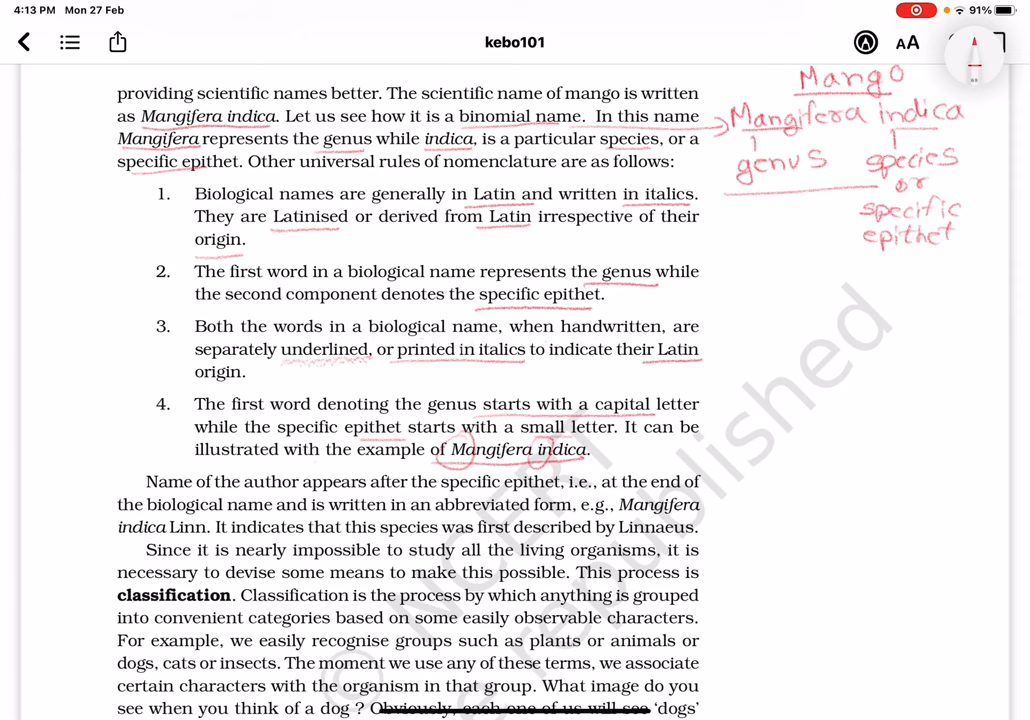 4:13 PM Mon 27 Feb
91%
kebo101
AA
providing scientific names better. The scientific name of mango is written
as Mangifera indica. Let us see how it is a binomial name. In this name
Mangifera represents the genus while indica, is a particular species, or a
specific epithet. Other universal rules of nomenclature are as follows:
1. Biological names are generally in Latin and written in italics.
They are Latinised or derived from Latin irrespective of their
origin.
2. The first word in a biological name represents the genus while
the second component denotes the specific epithet.
3. Both the words in a biological name, when handwritten, are
separately underlined, or printed in italics to indicate their Latin
origin.
4. The first word denoting the genus starts with a capital letter
while the specific epithet starts with a small letter. It can be
illustrated with the example of Mangifera indica.
Name of the author appears after the specific epithet, i.e., at the end of
the biological name and is written in an abbreviated form, e.g., Mangifera
indica Linn. It indicates that this species was first described by Linnaeus.
Since it is nearly impossible to study all the living organisms, it is
necessary to devise some means to make this possible. This process is
classification. Classification is the process by which anything is grouped
into convenient categories based on some easily observable characters.
For example, we easily recognise groups such as plants or animals or
dogs, cats or insects. The moment we use any of these terms, we associate
certain characters with the organism in that group. What image do you
see when you think of a dog ? Obviously, each one of us will see 'dogs'
Mango
Mangifera indica
genus species
or
specific
epithet
© NCERT
republished